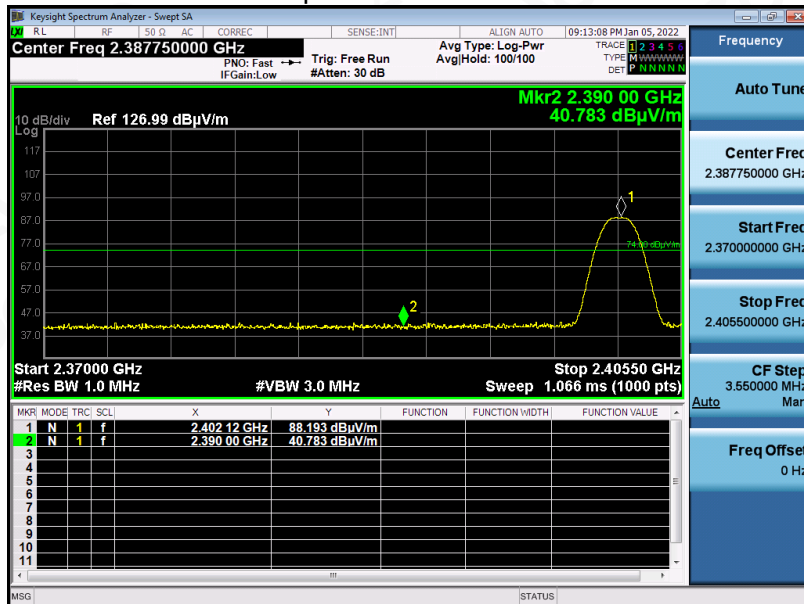 Keysight Spectrum Analyzer - Swept SA
LXI RL RF 50 Ω AC CORREC SENSE:INT ALIGN AUTO 09:13:08 PM Jan 05, 2022
Center Freq 2.387750000 GHz
PNO: Fast
IFGain:Low
Trig: Free Run
#Atten: 30 dB
Avg Type: Log-Pwr
Avg|Hold: 100/100
TRACE 1 2 3 4 5 6
TYPE M WWWWW
DET P N N N N N
Mkr2 2.390 00 GHz
40.783 dBµV/m
10 dB/div Ref 126.99 dBµV/m
Log
117
107
97.0
87.0
77.0
67.0
57.0
47.0
37.0
1
2
74.00 dBµV/m
Start 2.37000 GHz Stop 2.40550 GHz
#Res BW 1.0 MHz #VBW 3.0 MHz Sweep 1.066 ms (1000 pts)
MKR MODE TRC SCL X Y FUNCTION FUNCTION WIDTH FUNCTION VALUE
1 N 1 f 2.402 12 GHz 88.193 dBµV/m
2 N 1 f 2.390 00 GHz 40.783 dBµV/m
3
4
5
6
7
8
9
10
11
MSG STATUS
Frequency
Auto Tune
Center Freq
2.387750000 GHz
Start Freq
2.370000000 GHz
Stop Freq
2.405500000 GHz
CF Step
3.550000 MHz
Auto Man
Freq Offset
0 Hz